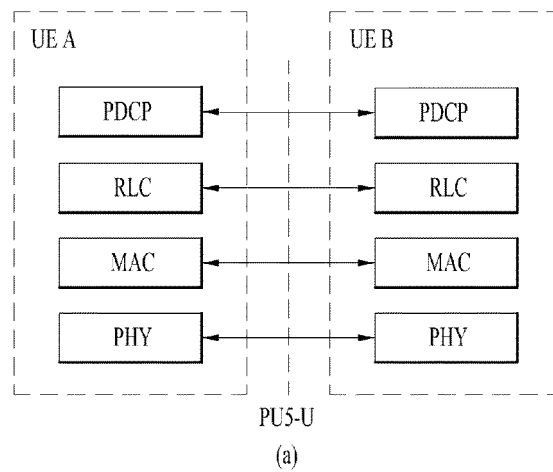 UE A
UE B
PDCP
PDCP
RLC
RLC
MAC
MAC
PHY
PHY
PU5-U
(a)